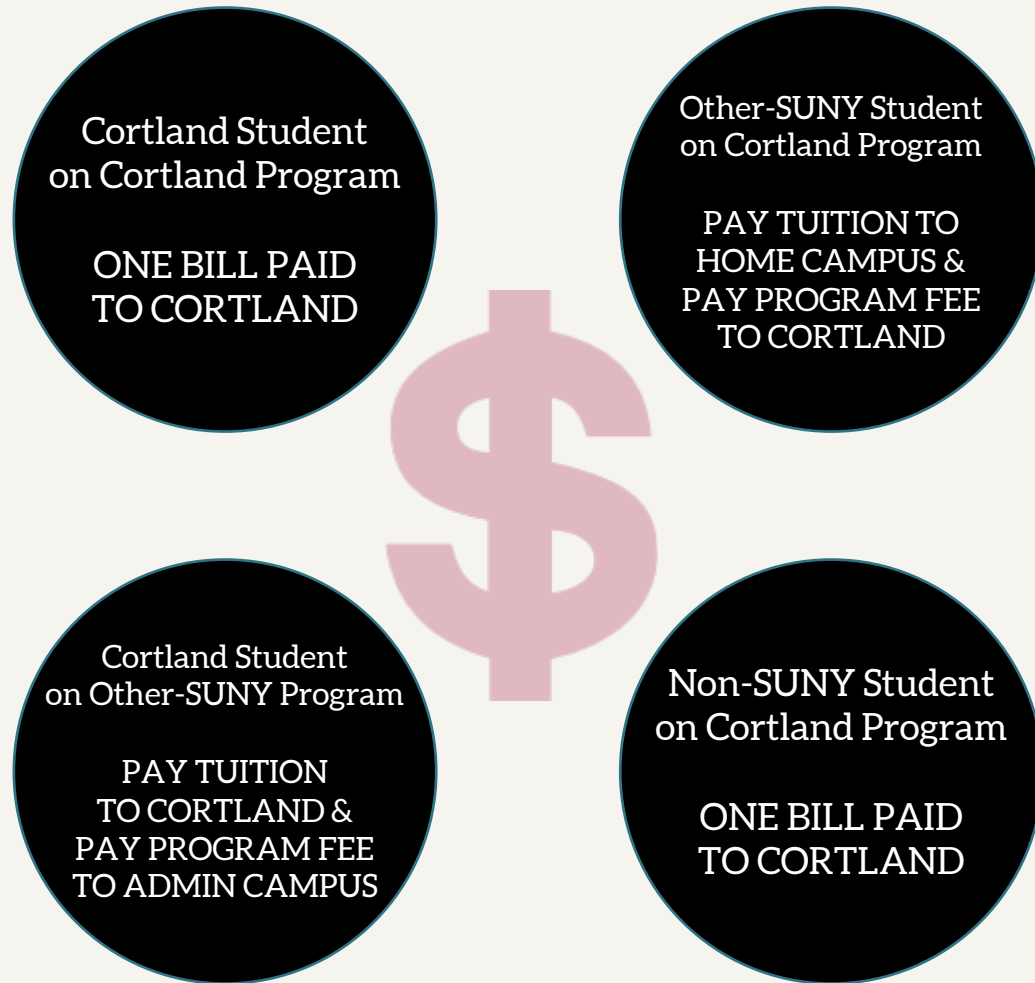 Cortland Student
on Cortland Program
ONE BILL PAID
TO CORTLAND
Other-SUNY Student
on Cortland Program
PAY TUITION TO
HOME CAMPUS &
PAY PROGRAM FEE
TO CORTLAND
$
Cortland Student
on Other-SUNY Program
PAY TUITION
TO CORTLAND &
PAY PROGRAM FEE
TO ADMIN CAMPUS
Non-SUNY Student
on Cortland Program
ONE BILL PAID
TO CORTLAND